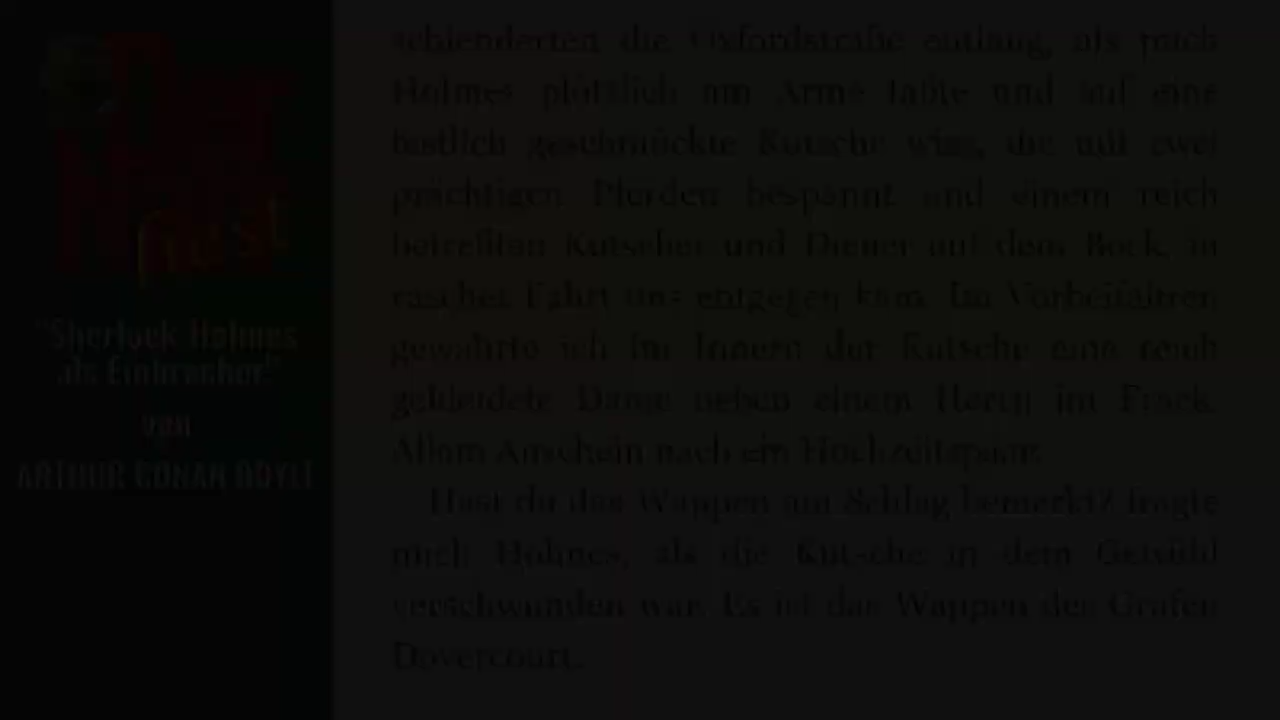 first
"Sherlock Holmes
als Einbrecher"
von
ARTHUR CONAN DOYLE
schlenderten die Oxfordstraße entlang, als mich
Holmes plötzlich am Arme faßte und auf eine
festlich geschmückte Kutsche wies, die mit zwei
prächtigen Pferden bespannt und einem reich
betreßten Kutscher und Diener auf dem Bock, in
rascher Fahrt uns entgegen kam. Im Vorbeifahren
gewahrte ich im Innern der Kutsche eine reich
gekleidete Dame neben einem Herrn im Frack.
Allem Anschein nach ein Hochzeitspaar.
Hast du das Wappen am Schlag bemerkt? fragte
mich Holmes, als die Kutsche in dem Gewühl
verschwunden war. Es ist das Wappen des Grafen
Dovercourt.